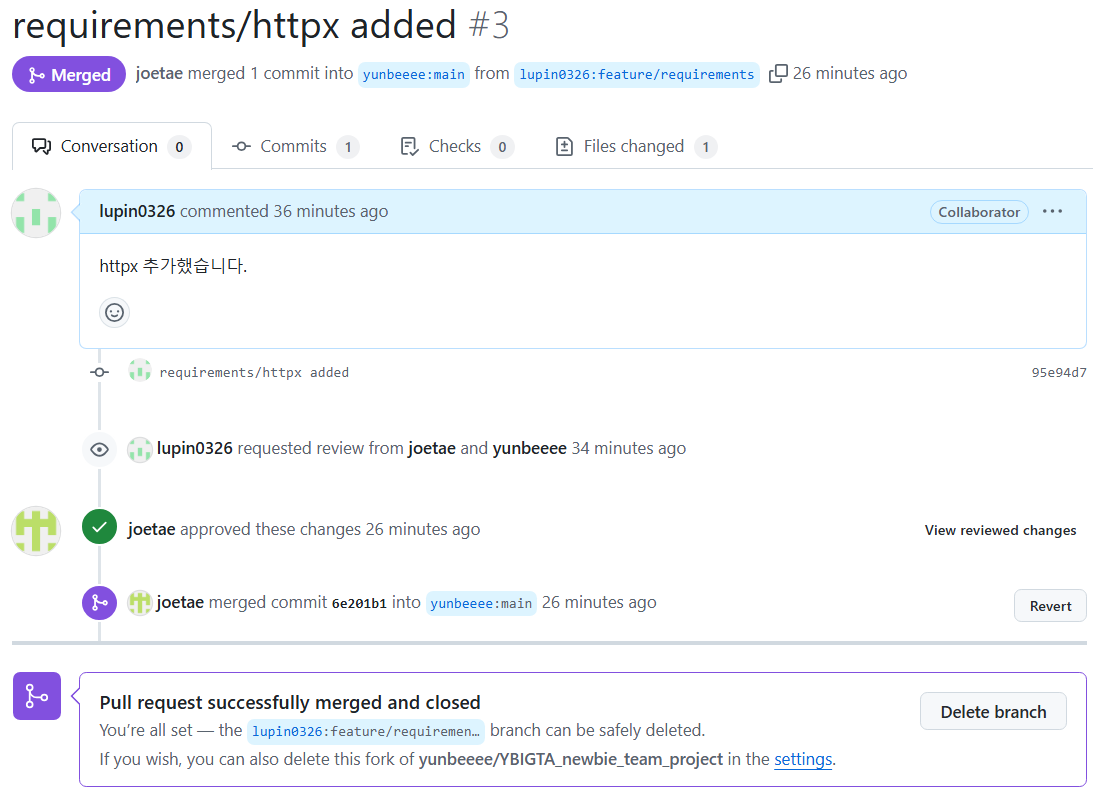 requirements/httpx added #3
Merged joetae merged 1 commit into yunbeeee:main from lupin0326:feature/requirements 26 minutes ago
Conversation 0 Commits 1 Checks 0 Files changed 1
lupin0326 commented 36 minutes ago Collaborator
httpx 추가했습니다.
requirements/httpx added 95e94d7
lupin0326 requested review from joetae and yunbeeee 34 minutes ago
joetae approved these changes 26 minutes ago View reviewed changes
joetae merged commit 6e201b1 into yunbeeee:main 26 minutes ago Revert
Pull request successfully merged and closed
You're all set — the lupin0326:feature/requiremen… branch can be safely deleted. Delete branch
If you wish, you can also delete this fork of yunbeeee/YBIGTA_newbie_team_project in the settings.